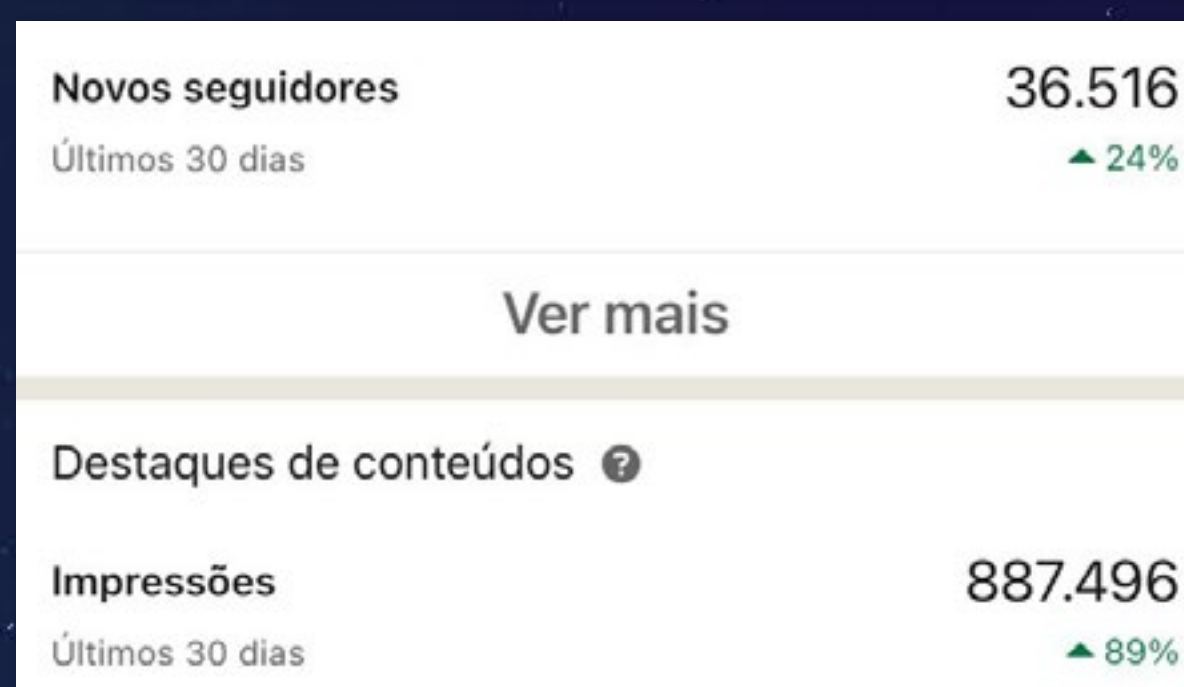 Novos seguidores 36.516
Últimos 30 dias ▲ 24%
Ver mais
Destaques de conteúdos ?
Impressões 887.496
Últimos 30 dias ▲ 89%